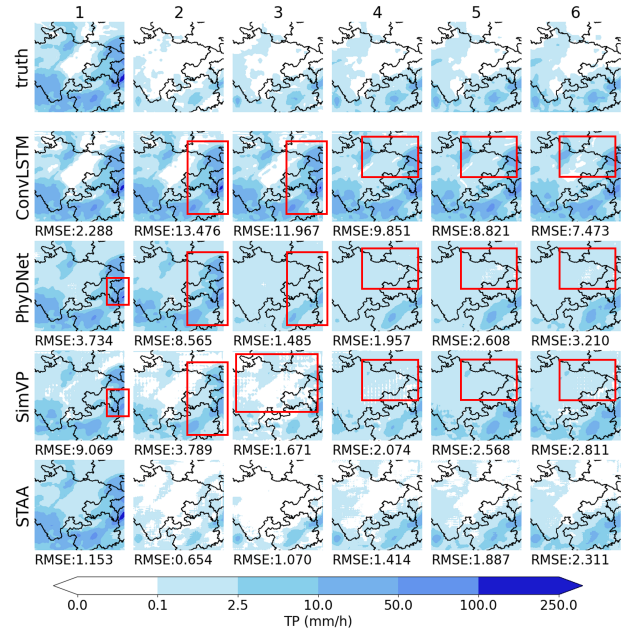 1 2 3 4 5 6
truth
ConvLSTM
RMSE:2.288 RMSE:13.476 RMSE:11.967 RMSE:9.851 RMSE:8.821 RMSE:7.473
PhyDNet
RMSE:3.734 RMSE:8.565 RMSE:1.485 RMSE:1.957 RMSE:2.608 RMSE:3.210
SimVP
RMSE:9.069 RMSE:3.789 RMSE:1.671 RMSE:2.074 RMSE:2.568 RMSE:2.811
STAA
RMSE:1.153 RMSE:0.654 RMSE:1.070 RMSE:1.414 RMSE:1.887 RMSE:2.311
0.0 0.1 2.5 10.0 50.0 100.0 250.0
TP (mm/h)